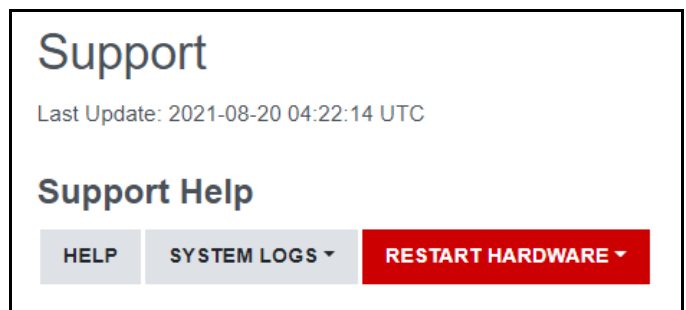 Support
Last Update: 2021-08-20 04:22:14 UTC
Support Help
HELP SYSTEM LOGS RESTART HARDWARE